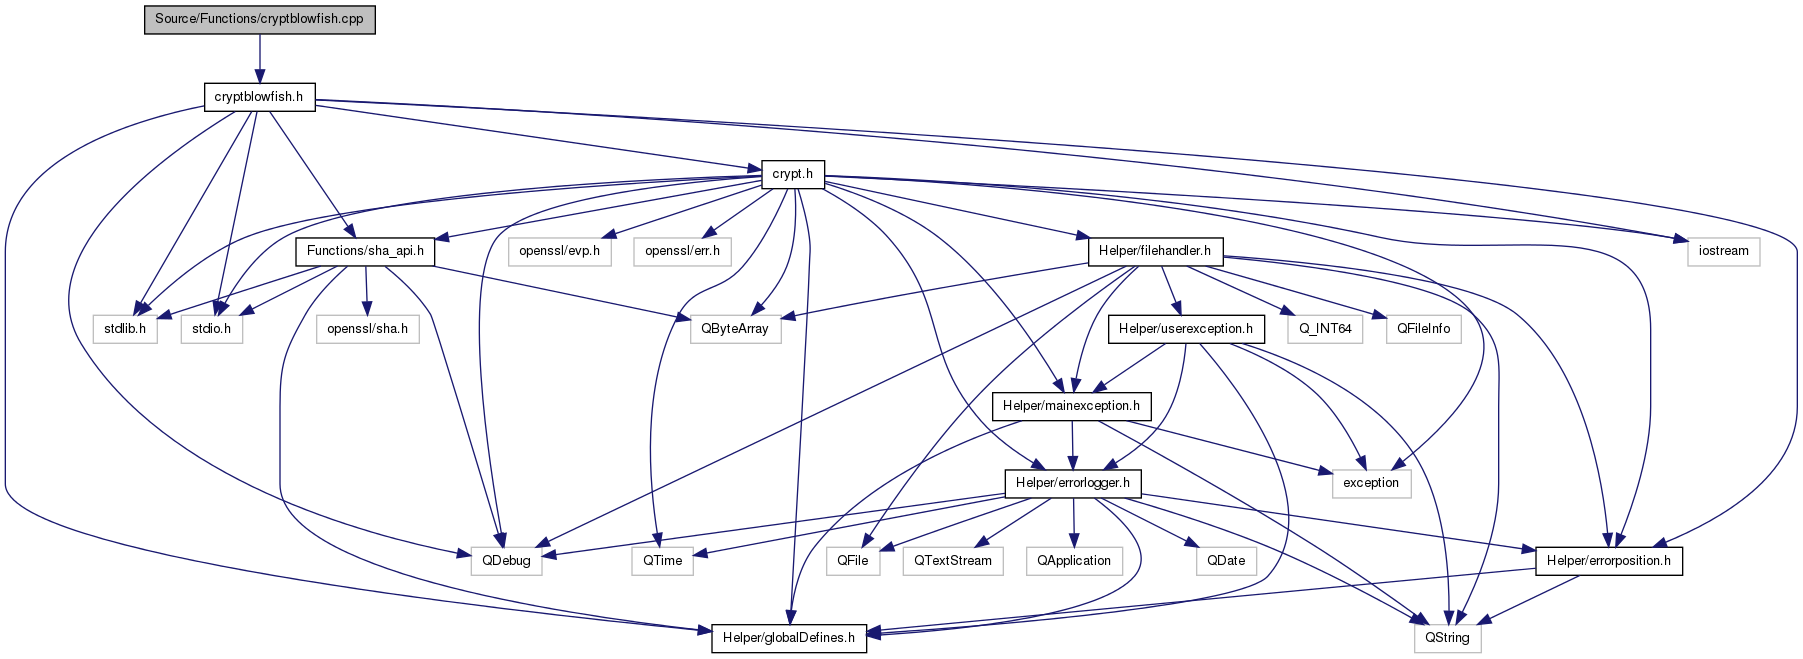 Source/Functions/cryptblowfish.cpp
cryptblowfish.h
crypt.h
Functions/sha_api.h
openssl/evp.h
openssl/err.h
Helper/filehandler.h
iostream
stdlib.h
stdio.h
openssl/sha.h
QByteArray
Helper/userexception.h
Q_INT64
QFileInfo
Helper/mainexception.h
Helper/errorlogger.h
exception
QDebug
QTime
QFile
QTextStream
QApplication
QDate
Helper/errorposition.h
Helper/globalDefines.h
QString